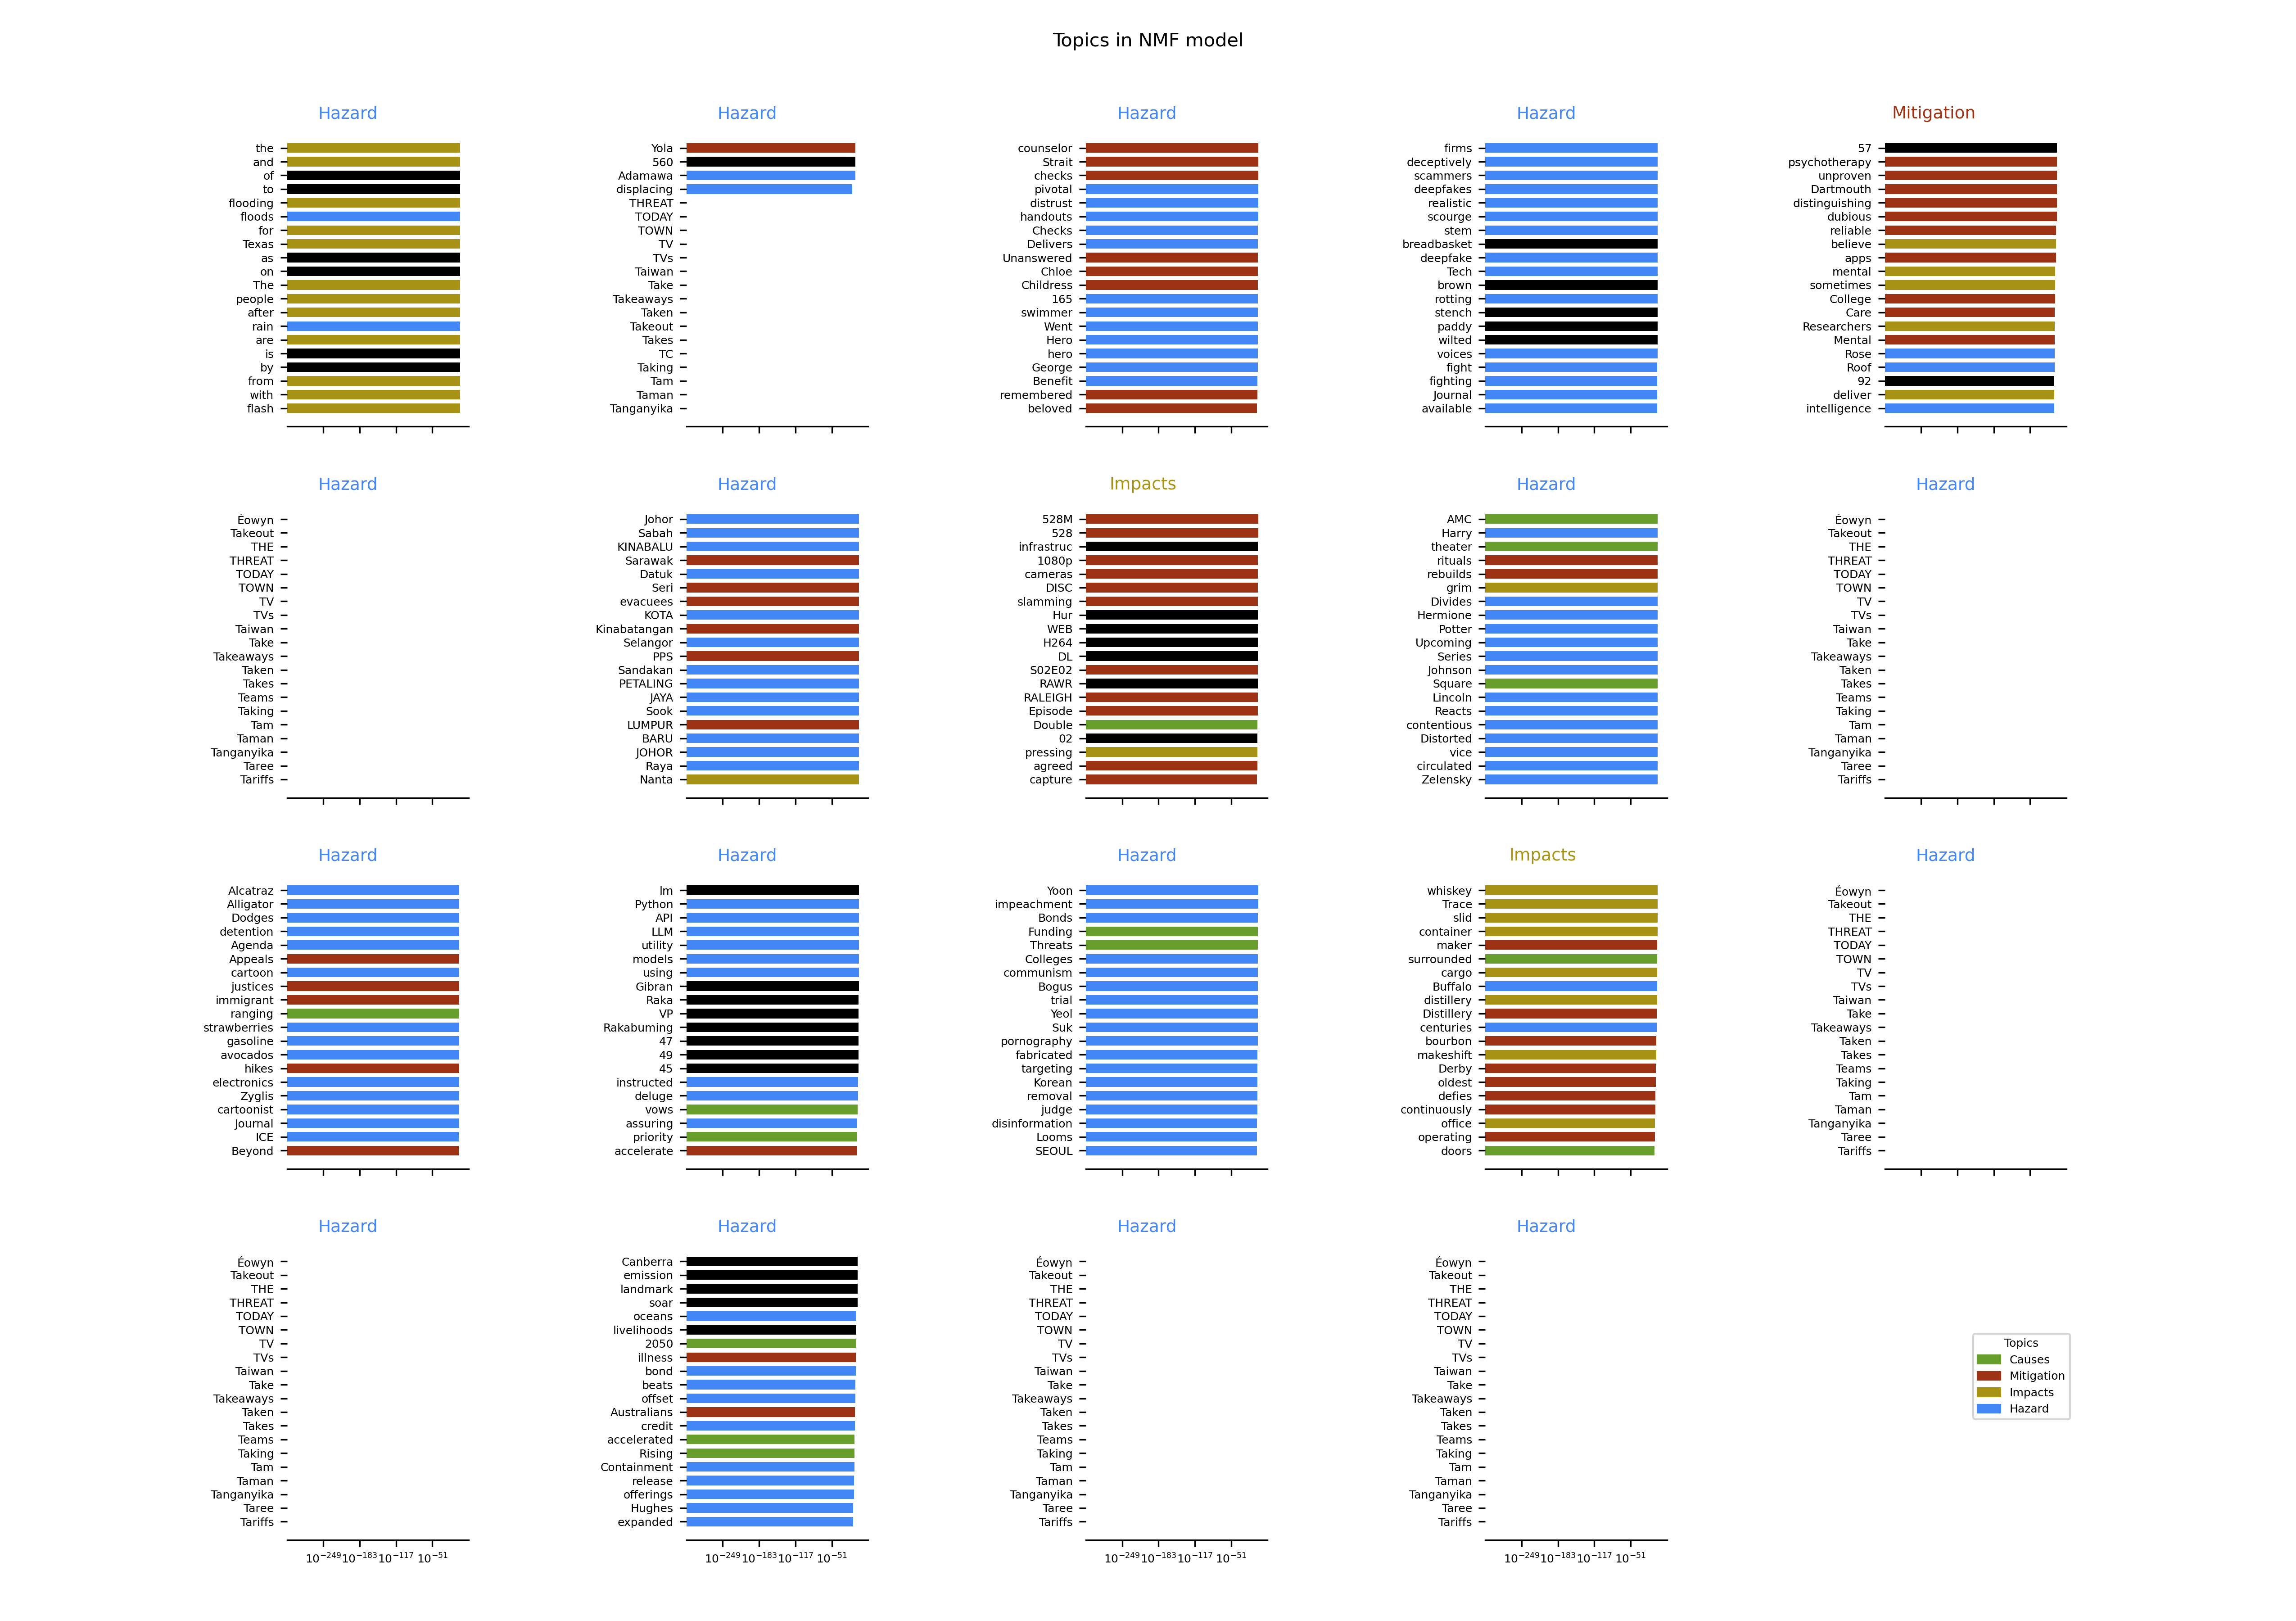 Topics in NMF model
Hazard
the
and
of
to
flooding
floods
for
Texas
as
on
The
people
after
rain
are
is
by
from
with
flash
Hazard
Yola
560
Adamawa
displacing
THREAT
TODAY
TOWN
TV
TVs
Taiwan
Take
Takeaways
Taken
Takeout
Takes
TC
Taking
Tam
Taman
Tanganyika
Hazard
counselor
Strait
checks
pivotal
distrust
handouts
Checks
Delivers
Unanswered
Chloe
Childress
165
swimmer
Went
Hero
hero
George
Benefit
remembered
beloved
Hazard
firms
deceptively
scammers
deepfakes
realistic
scourge
stem
breadbasket
deepfake
Tech
brown
rotting
stench
paddy
wilted
voices
fight
fighting
Journal
available
Mitigation
57
psychotherapy
unproven
Dartmouth
distinguishing
dubious
reliable
believe
apps
mental
sometimes
College
Care
Researchers
Mental
Rose
Roof
92
deliver
intelligence
Hazard
Éowyn
Takeout
THE
THREAT
TODAY
TOWN
TV
TVs
Taiwan
Take
Takeaways
Taken
Takes
Teams
Taking
Tam
Taman
Tanganyika
Taree
Tariffs
Hazard
Johor
Sabah
KINABALU
Sarawak
Datuk
Seri
evacuees
KOTA
Kinabatangan
Selangor
PPS
Sandakan
PETALING
JAYA
Sook
LUMPUR
BARU
JOHOR
Raya
Nanta
Impacts
528M
528
infrastruc
1080p
cameras
DISC
slamming
Hur
WEB
H264
DL
S02E02
RAWR
RALEIGH
Episode
Double
02
pressing
agreed
capture
Hazard
AMC
Harry
theater
rituals
rebuilds
grim
Divides
Hermione
Potter
Upcoming
Series
Johnson
Square
Lincoln
Reacts
contentious
Distorted
vice
circulated
Zelensky
Hazard
Éowyn
Takeout
THE
THREAT
TODAY
TOWN
TV
TVs
Taiwan
Take
Takeaways
Taken
Takes
Teams
Taking
Tam
Taman
Tanganyika
Taree
Tariffs
Hazard
Alcatraz
Alligator
Dodges
detention
Agenda
Appeals
cartoon
justices
immigrant
ranging
strawberries
gasoline
avocados
hikes
electronics
Zyglis
cartoonist
Journal
ICE
Beyond
Hazard
Im
Python
API
LLM
utility
models
using
Gibran
Raka
VP
Rakabuming
47
49
45
instructed
deluge
vows
assuring
priority
accelerate
Hazard
Yoon
impeachment
Bonds
Funding
Threats
Colleges
communism
Bogus
trial
Yeol
Suk
pornography
fabricated
targeting
Korean
removal
judge
disinformation
Looms
SEOUL
Impacts
whiskey
Trace
slid
container
maker
surrounded
cargo
Buffalo
distillery
Distillery
centuries
bourbon
makeshift
Derby
oldest
defies
continuously
office
operating
doors
Hazard
Éowyn
Takeout
THE
THREAT
TODAY
TOWN
TV
TVs
Taiwan
Take
Takeaways
Taken
Takes
Teams
Taking
Tam
Taman
Tanganyika
Taree
Tariffs
Hazard
Éowyn
Takeout
THE
THREAT
TODAY
TOWN
TV
TVs
Taiwan
Take
Takeaways
Taken
Takes
Teams
Taking
Tam
Taman
Tanganyika
Taree
Tariffs
10⁻²⁴⁹ 10⁻¹⁸³ 10⁻¹¹⁷ 10⁻⁵¹
Hazard
Canberra
emission
landmark
soar
oceans
livelihoods
2050
illness
bond
beats
offset
Australians
credit
accelerated
Rising
Containment
release
offerings
Hughes
expanded
10⁻²⁴⁹ 10⁻¹⁸³ 10⁻¹¹⁷ 10⁻⁵¹
Hazard
Éowyn
Takeout
THE
THREAT
TODAY
TOWN
TV
TVs
Taiwan
Take
Takeaways
Taken
Takes
Teams
Taking
Tam
Taman
Tanganyika
Taree
Tariffs
10⁻²⁴⁹ 10⁻¹⁸³ 10⁻¹¹⁷ 10⁻⁵¹
Hazard
Éowyn
Takeout
THE
THREAT
TODAY
TOWN
TV
TVs
Taiwan
Take
Takeaways
Taken
Takes
Teams
Taking
Tam
Taman
Tanganyika
Taree
Tariffs
10⁻²⁴⁹ 10⁻¹⁸³ 10⁻¹¹⁷ 10⁻⁵¹
Topics
Causes
Mitigation
Impacts
Hazard